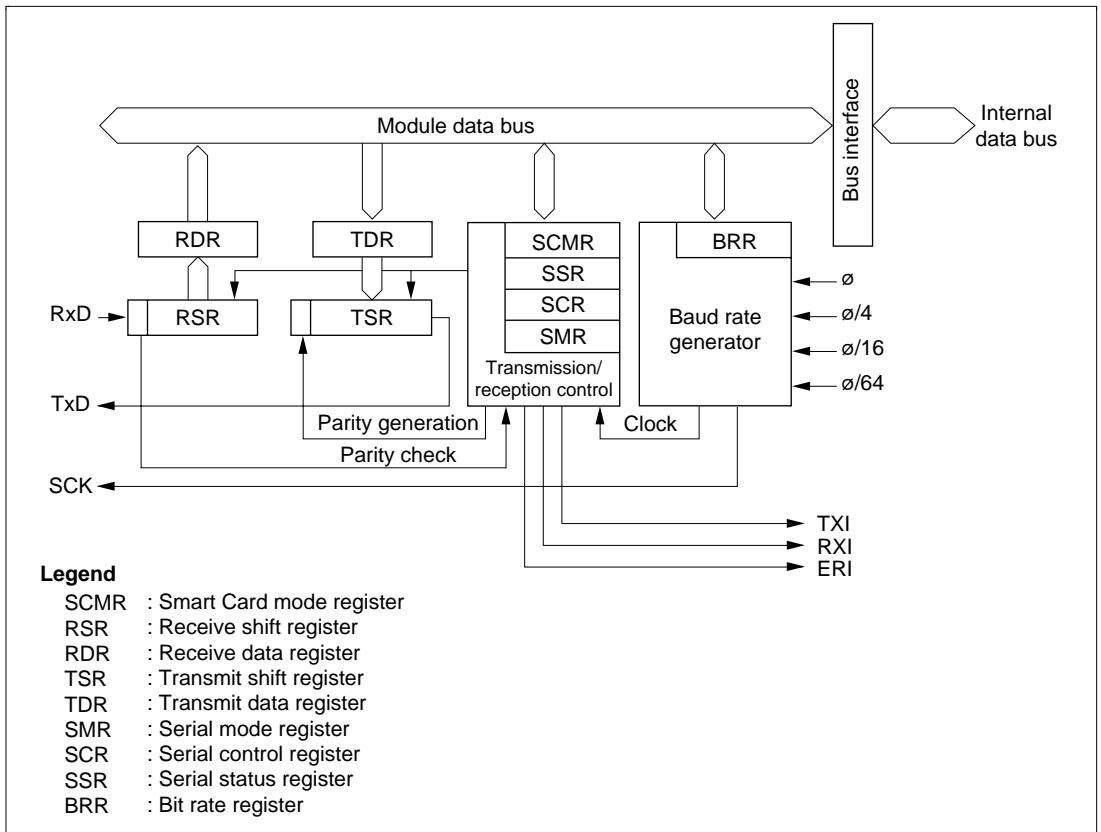 Module data bus
Bus interface
Internal
data bus
RDR
TDR
SCMR
SSR
SCR
SMR
Transmission/
reception control
BRR
Baud rate
generator
ø
ø/4
ø/16
ø/64
RxD
RSR
TSR
TxD
Parity generation
Parity check
Clock
SCK
TXI
RXI
ERI
Legend
SCMR : Smart Card mode register
RSR : Receive shift register
RDR : Receive data register
TSR : Transmit shift register
TDR : Transmit data register
SMR : Serial mode register
SCR : Serial control register
SSR : Serial status register
BRR : Bit rate register